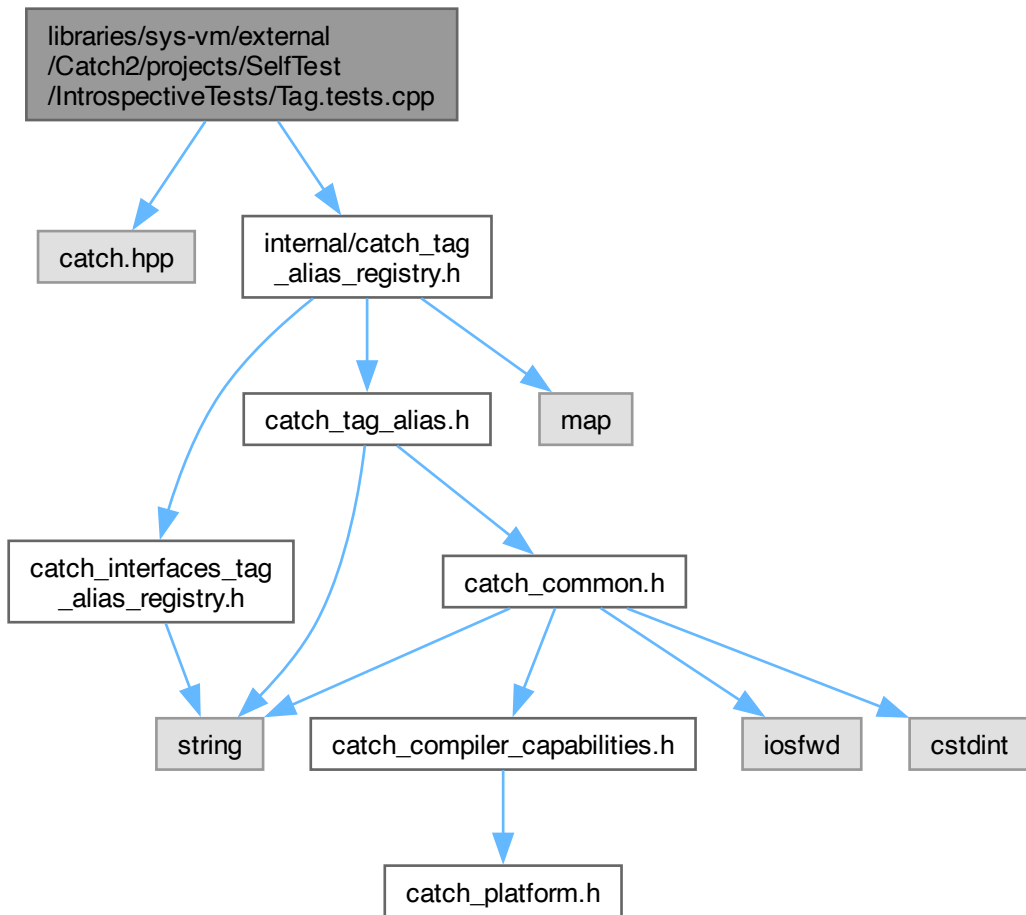 libraries/sys-vm/external
/Catch2/projects/SelfTest
/IntrospectiveTests/Tag.tests.cpp
catch.hpp
internal/catch_tag
_alias_registry.h
catch_tag_alias.h
map
catch_interfaces_tag
_alias_registry.h
catch_common.h
string
catch_compiler_capabilities.h
iosfwd
cstdint
catch_platform.h